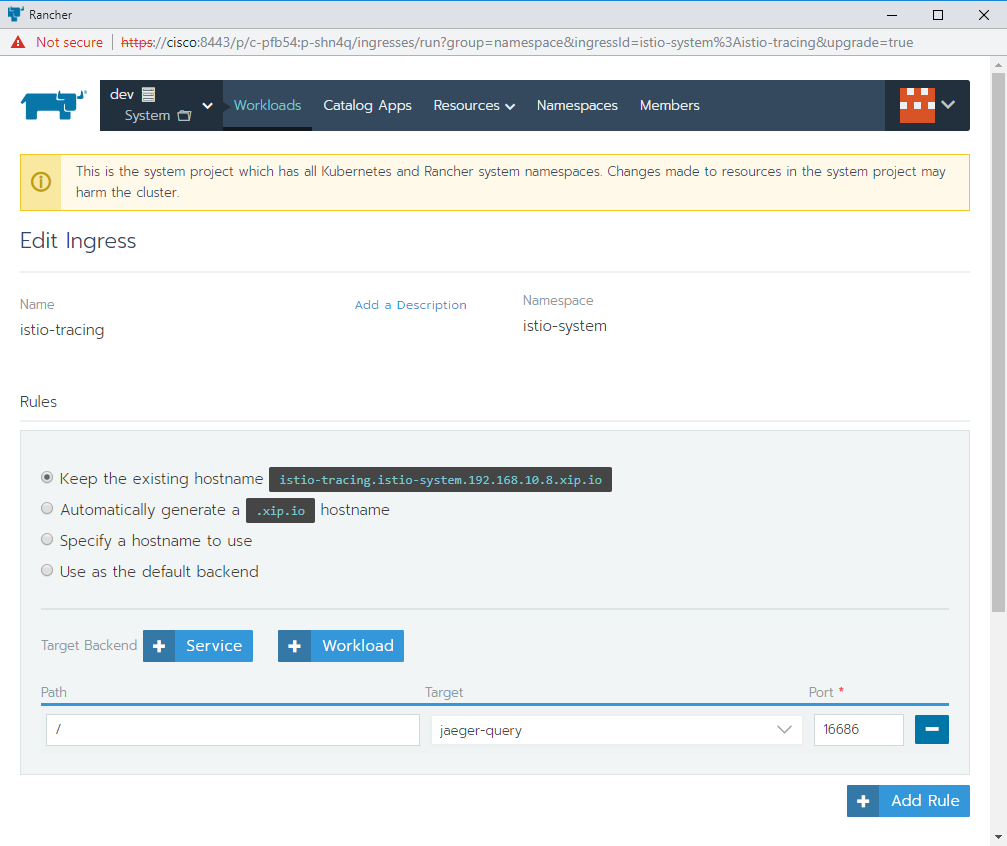 Rancher
Not secure https://cisco:8443/p/c-pfb54:p-shn4q/ingresses/run?group=namespace&ingressId=istio-system%3Aistio-tracing&upgrade=true
dev
System
Workloads Catalog Apps Resources Namespaces Members
This is the system project which has all Kubernetes and Rancher system namespaces. Changes made to resources in the system project may
harm the cluster.
Edit Ingress
Name Add a Description Namespace
istio-tracing istio-system
Rules
Keep the existing hostname istio-tracing.istio-system.192.168.10.8.xip.io
Automatically generate a .xip.io hostname
Specify a hostname to use
Use as the default backend
Target Backend + Service + Workload
Path Target Port *
/ jaeger-query 16686
+ Add Rule